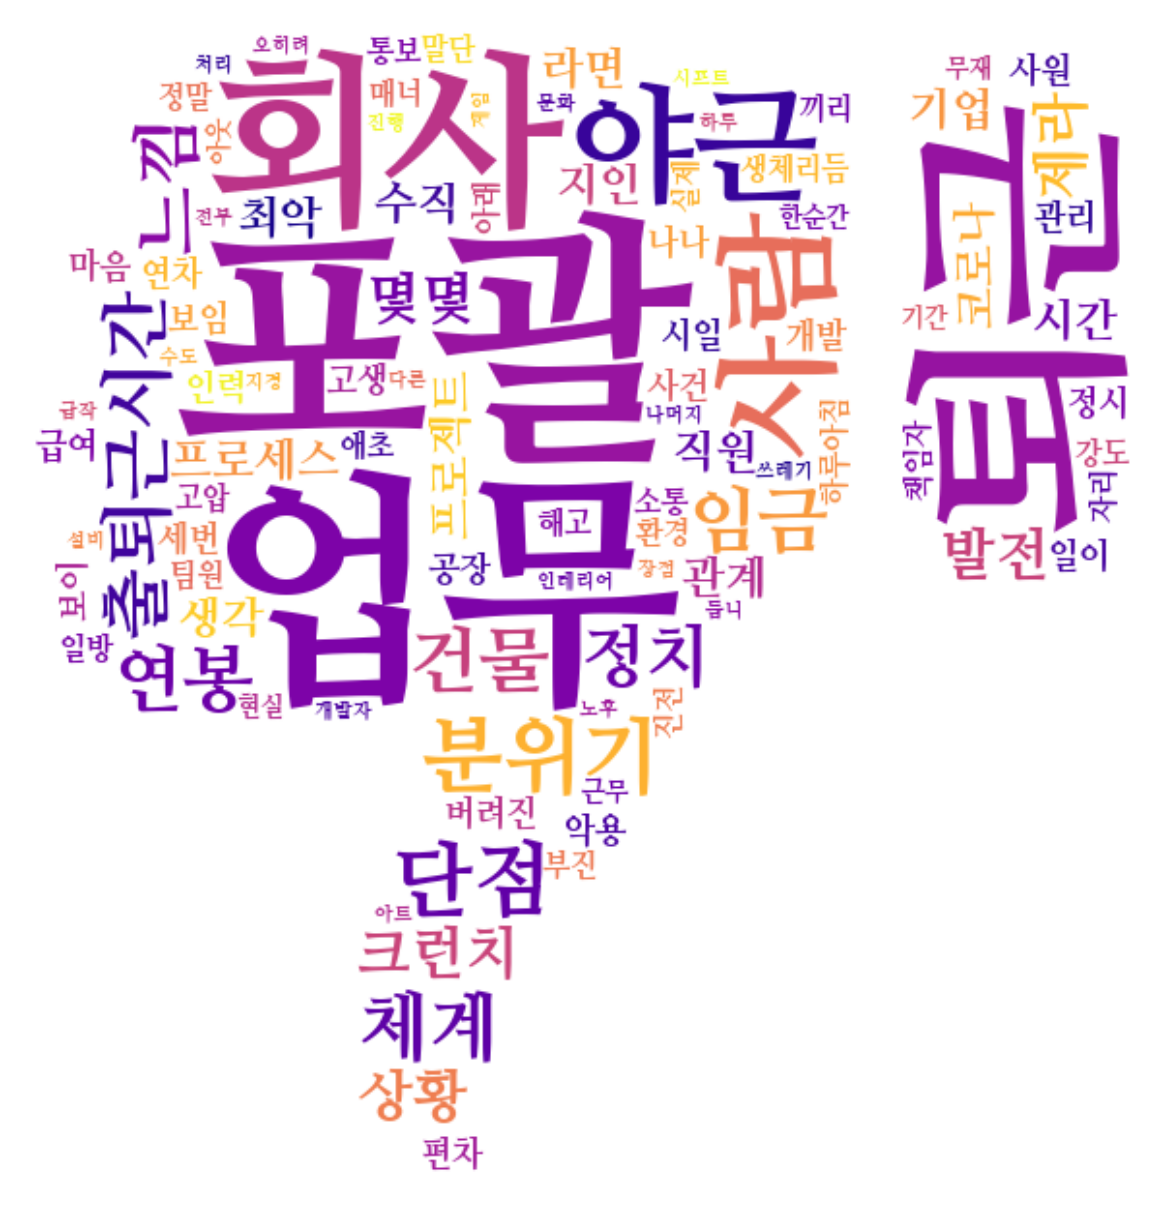 오히려
통보
말단
라면
시프트
무재
사원
처리
회사
정말
매너
게임
문화
야근
끼리
기업
제라
아웃
진행
하루
퇴근
느낌
전부
최악
수직
아래
지인
실제
생체리듬
한순간
코로나
관리
마음
연차
포괄
몇몇
나나
사람
보임
시일
개발
기간
시간
출퇴근시간
수도
인력
지경
고생
다른
사건
나머지
프로젝트
정시
급작
급여
프로세스
애초
직원
쓰레기
하루아침
책임자
강도
자리
고압
업무
해고
소통
임금
설비
세번
환경
발전
일이
보이
팀원
공장
인테리어
장점
관계
생각
듭니
일방
연봉
건물
정치
현실
개발자
노후
진전
분위기
근무
버려진
악용
단점
부진
아트
크런치
체계
상황
편차